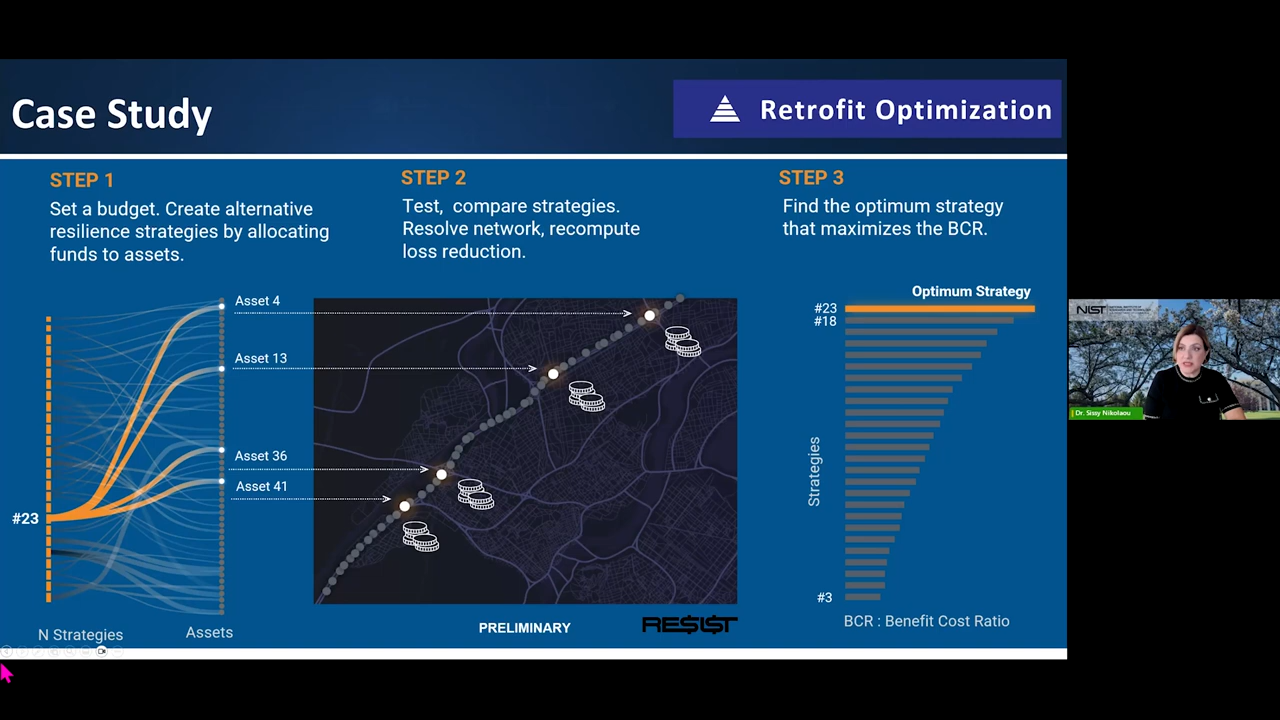 Case Study
Retrofit Optimization
STEP 1
Set a budget. Create alternative
resilience strategies by allocating
funds to assets.
STEP 2
Test, compare strategies.
Resolve network, recompute
loss reduction.
STEP 3
Find the optimum strategy
that maximizes the BCR.
Asset 4
Asset 13
Asset 36
Asset 41
#23
N Strategies
Assets
PRELIMINARY
RESIST
Optimum Strategy
#23
#18
Strategies
#3
BCR : Benefit Cost Ratio
NIST
Dr. Sissy Nikolaou